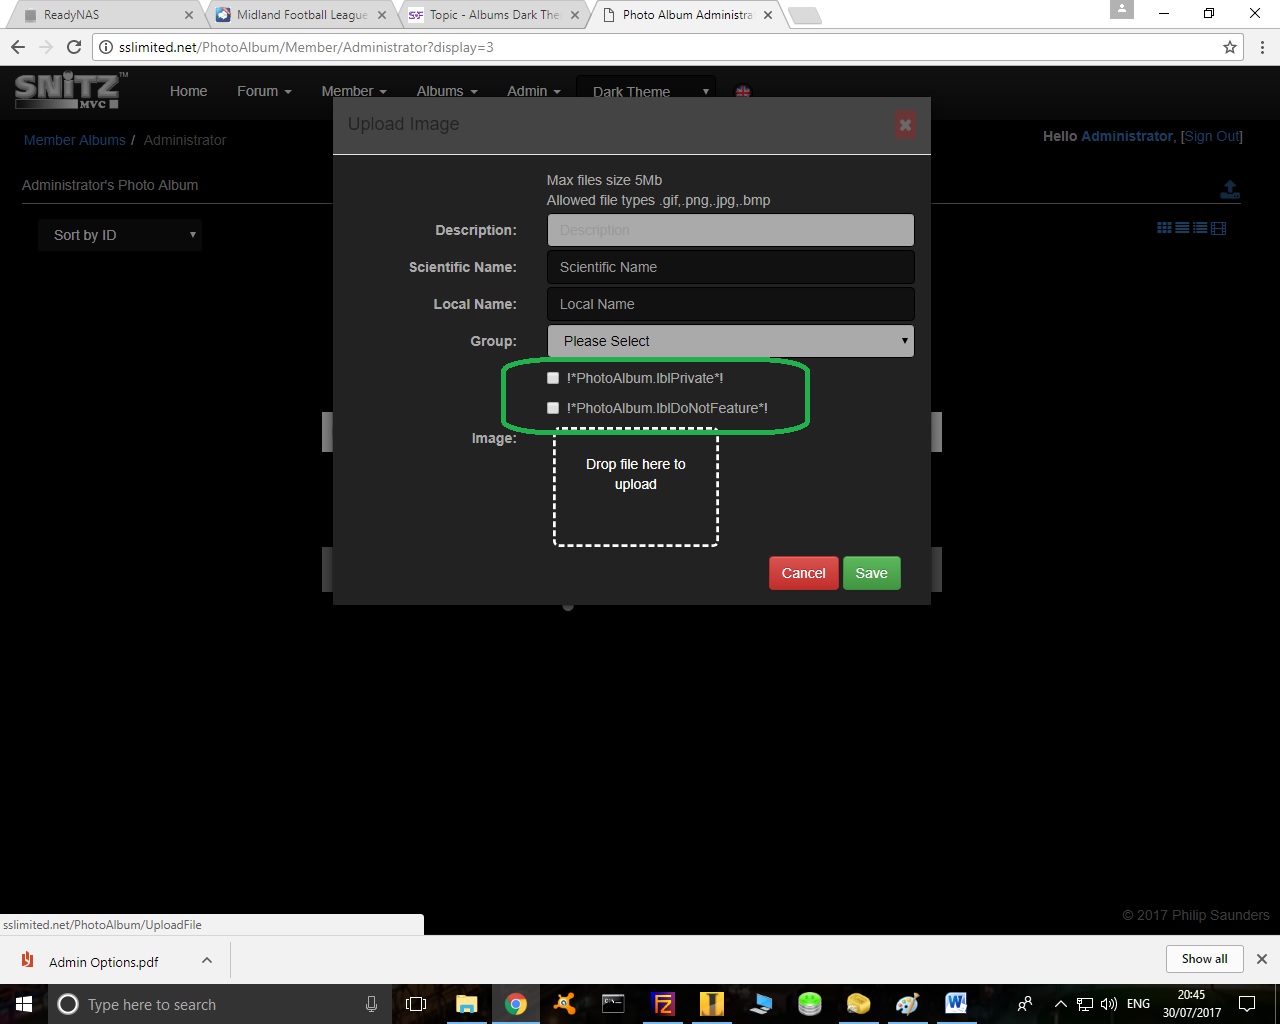 ReadyNAS
Midland Football League
Topic - Albums Dark The
Photo Album Administra
sslimited.net/PhotoAlbum/Member/Administrator?display=3
SNiTZ™
MVC
Home
Forum
Member
Albums
Admin
Dark Theme
Member Albums / Administrator
Hello Administrator, [Sign Out]
Administrator's Photo Album
Sort by ID
Upload Image
Max files size 5Mb
Allowed file types .gif,.png,.jpg,.bmp
Description: Description
Scientific Name: Scientific Name
Local Name: Local Name
Group: Please Select
!*PhotoAlbum.lblPrivate*!
!*PhotoAlbum.lblDoNotFeature*!
Image:
Drop file here to
upload
Cancel
Save
© 2017 Philip Saunders
sslimited.net/PhotoAlbum/UploadFile
Admin Options.pdf
Show all
Type here to search
ENG
20:45
30/07/2017